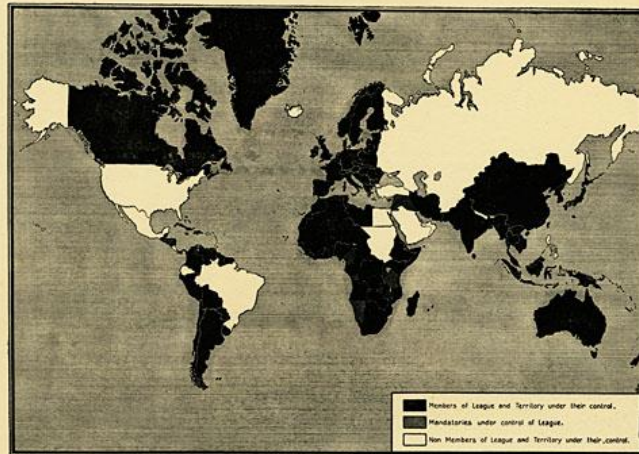 Members of League and Territory under their control.
Mandatories under control of League.
Non Members of League and Territory under their control.